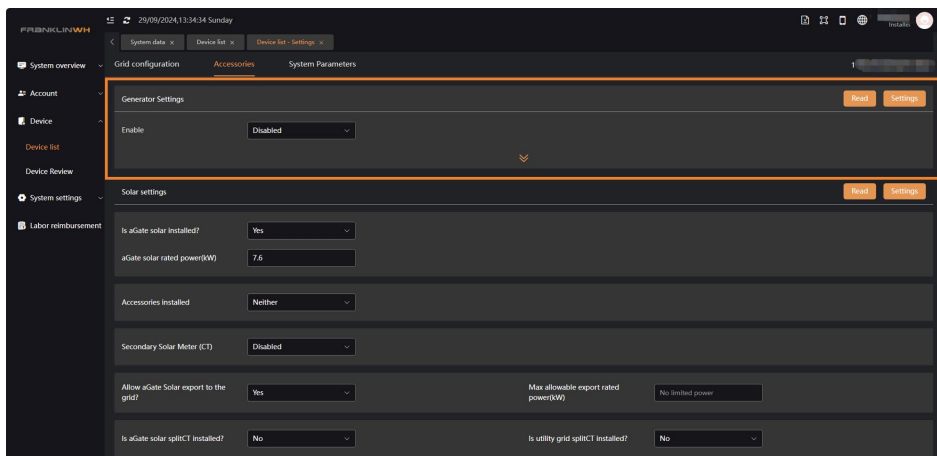 FRANKLINWH
29/09/2024,13:34:34 Sunday
Installer
System data ×
Device list ×
Device list - Settings ×
System overview
Account
Device
Device list
Device Review
System settings
Labor reimbursement
Grid configuration
Accessories
System Parameters
1
Generator Settings
Read
Settings
Enable
Disabled
Solar settings
Read
Settings
Is aGate solar installed?
Yes
aGate solar rated power(kW)
7.6
Accessories installed
Neither
Secondary Solar Meter (CT)
Disabled
Allow aGate Solar export to the
grid?
Yes
Max allowable export rated
power(kW)
No limited power
Is aGate solar splitCT installed?
No
Is utility grid splitCT installed?
No